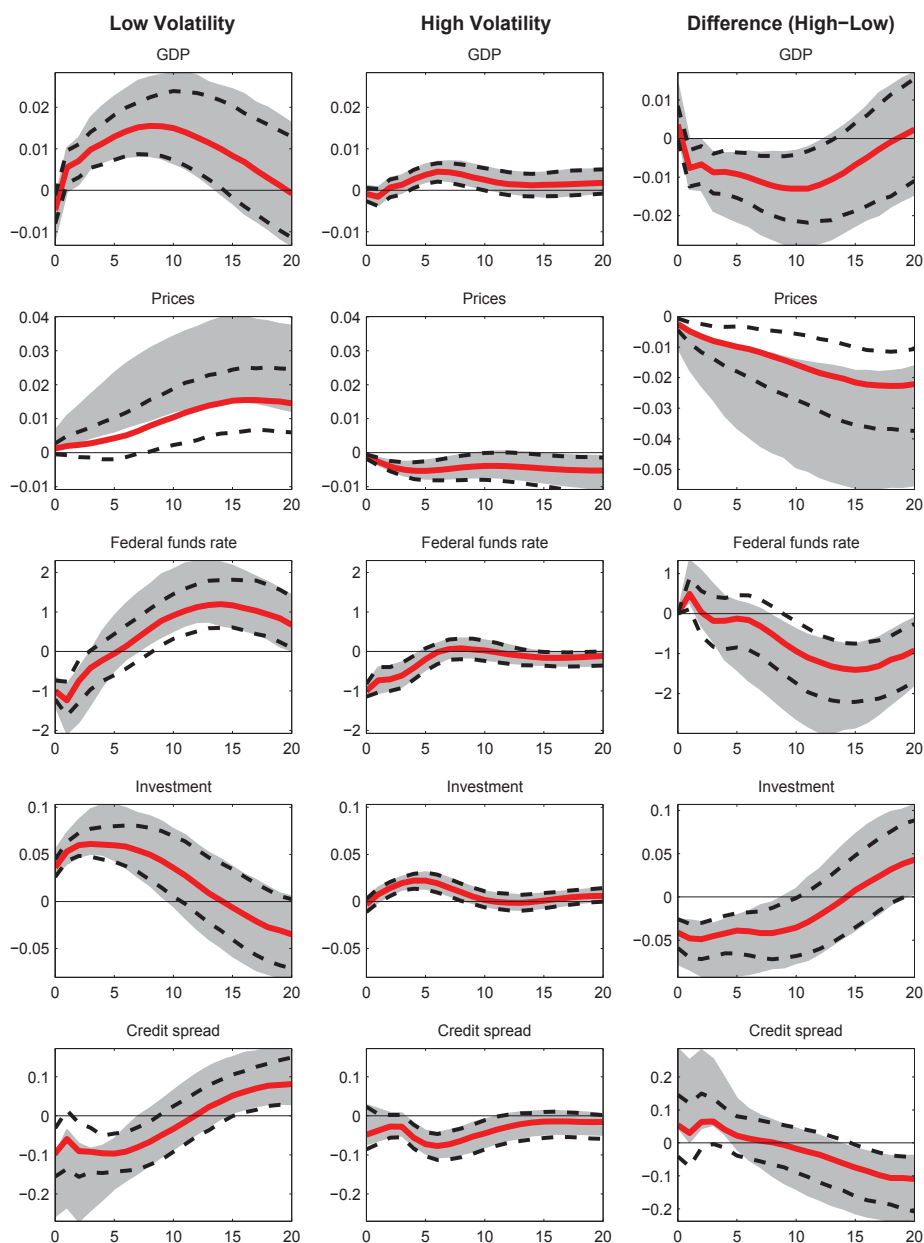 Low Volatility High Volatility Difference (High−Low)
GDP GDP GDP
0.02 0.02 0.01
0.01 0.01 0
0 0 −0.01
−0.01 −0.01 −0.02
0 5 10 15 20 0 5 10 15 20 0 5 10 15 20
Prices Prices Prices
0.04 0.04 0
0.03 0.03 −0.01
0.02 0.02 −0.02
0.01 0.01 −0.03
0 0 −0.04
−0.01 −0.01 −0.05
0 5 10 15 20 0 5 10 15 20 0 5 10 15 20
Federal funds rate Federal funds rate Federal funds rate
2 2 1
1 1 0
0 0 −1
−1 −1 −2
−2 −2
0 5 10 15 20 0 5 10 15 20 0 5 10 15 20
Investment Investment Investment
0.1 0.1 0.1
0.05 0.05 0.05
0 0 0
−0.05 −0.05 −0.05
0 5 10 15 20 0 5 10 15 20 0 5 10 15 20
Credit spread Credit spread Credit spread
0.1 0.1 0.2
0 0 0.1
−0.1 −0.1 0
−0.2 −0.2 −0.1
−0.2
0 5 10 15 20 0 5 10 15 20 0 5 10 15 20